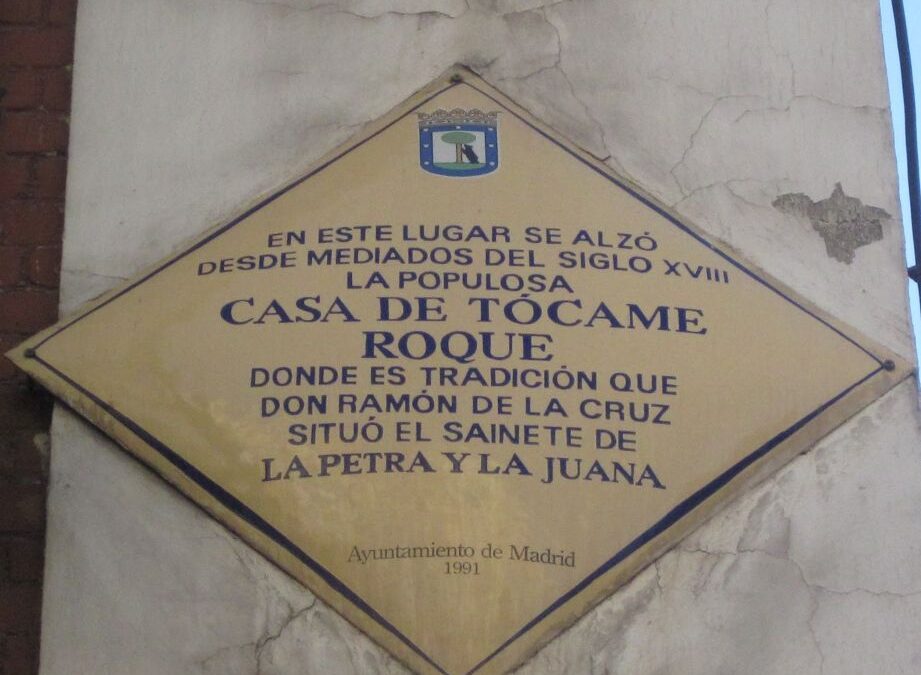 EN ESTE LUGAR SE ALZÓ
DESDE MEDIADOS DEL SIGLO XVIII
LA POPULOSA
CASA DE TÓCAME
ROQUE
DONDE ES TRADICIÓN QUE
DON RAMÓN DE LA CRUZ
SITUÓ EL SAINETE DE
LA PETRA Y LA JUANA
Ayuntamiento de Madrid
1991